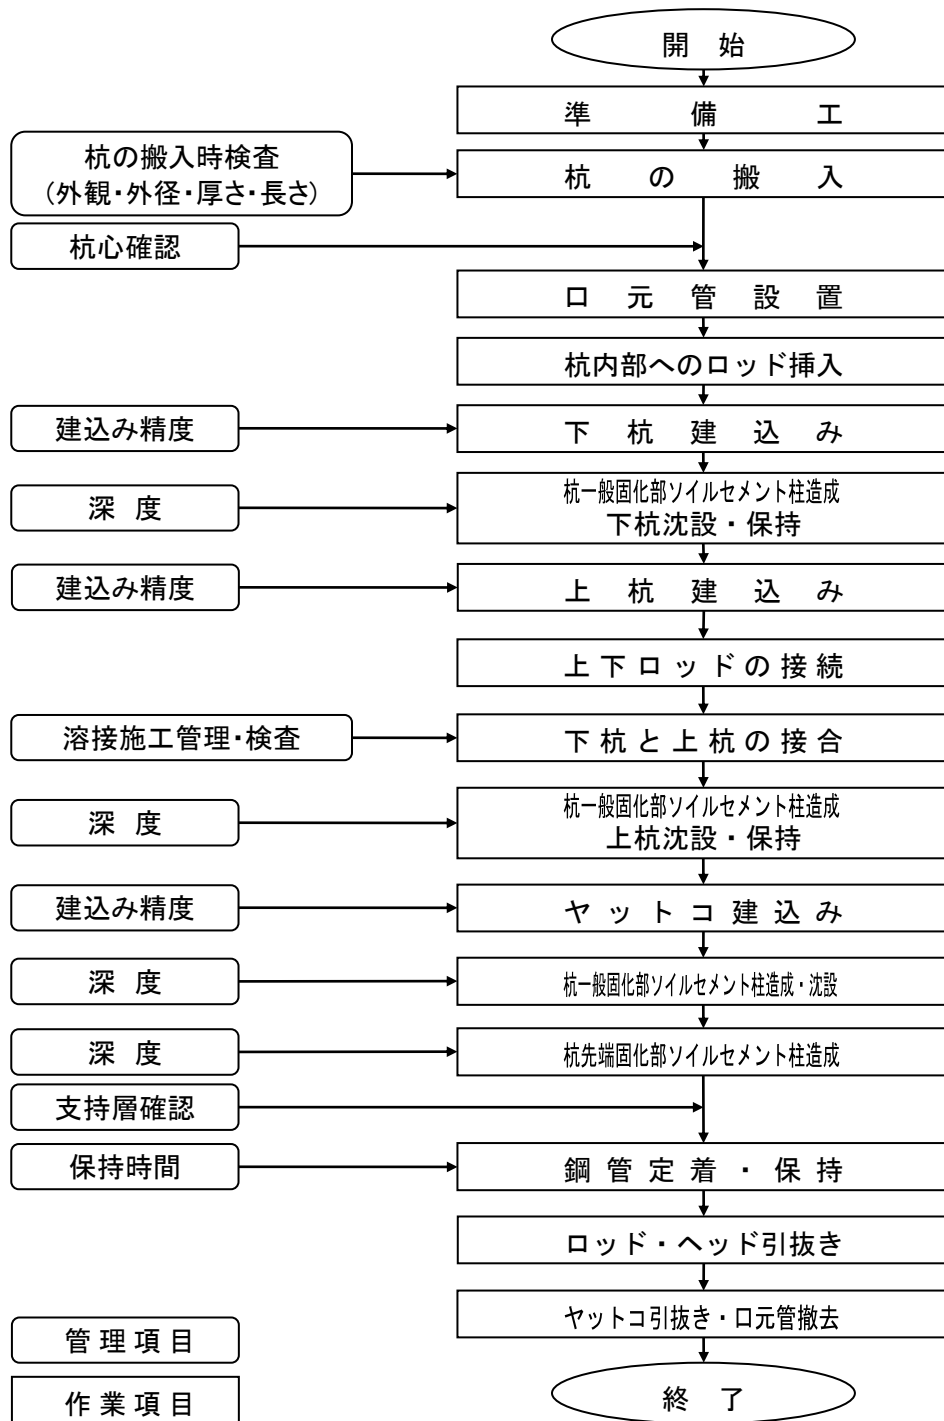 開 始
準 備 工
杭の搬入時検査
(外観・外径・厚さ・長さ)
杭 の 搬 入
杭心確認
口 元 管 設 置
杭内部へのロッド挿入
建込み精度
下 杭 建 込 み
深 度
杭一般固化部ソイルセメント柱造成
下杭沈設・保持
建込み精度
上 杭 建 込 み
上下ロッドの接続
溶接施工管理・検査
下杭と上杭の接合
深 度
杭一般固化部ソイルセメント柱造成
上杭沈設・保持
建込み精度
ヤットコ建込み
深 度
杭一般固化部ソイルセメント柱造成・沈設
深 度
杭先端固化部ソイルセメント柱造成
支持層確認
保持時間
鋼管定着・保持
ロッド・ヘッド引抜き
ヤットコ引抜き・口元管撤去
管理項目
作業項目
終 了